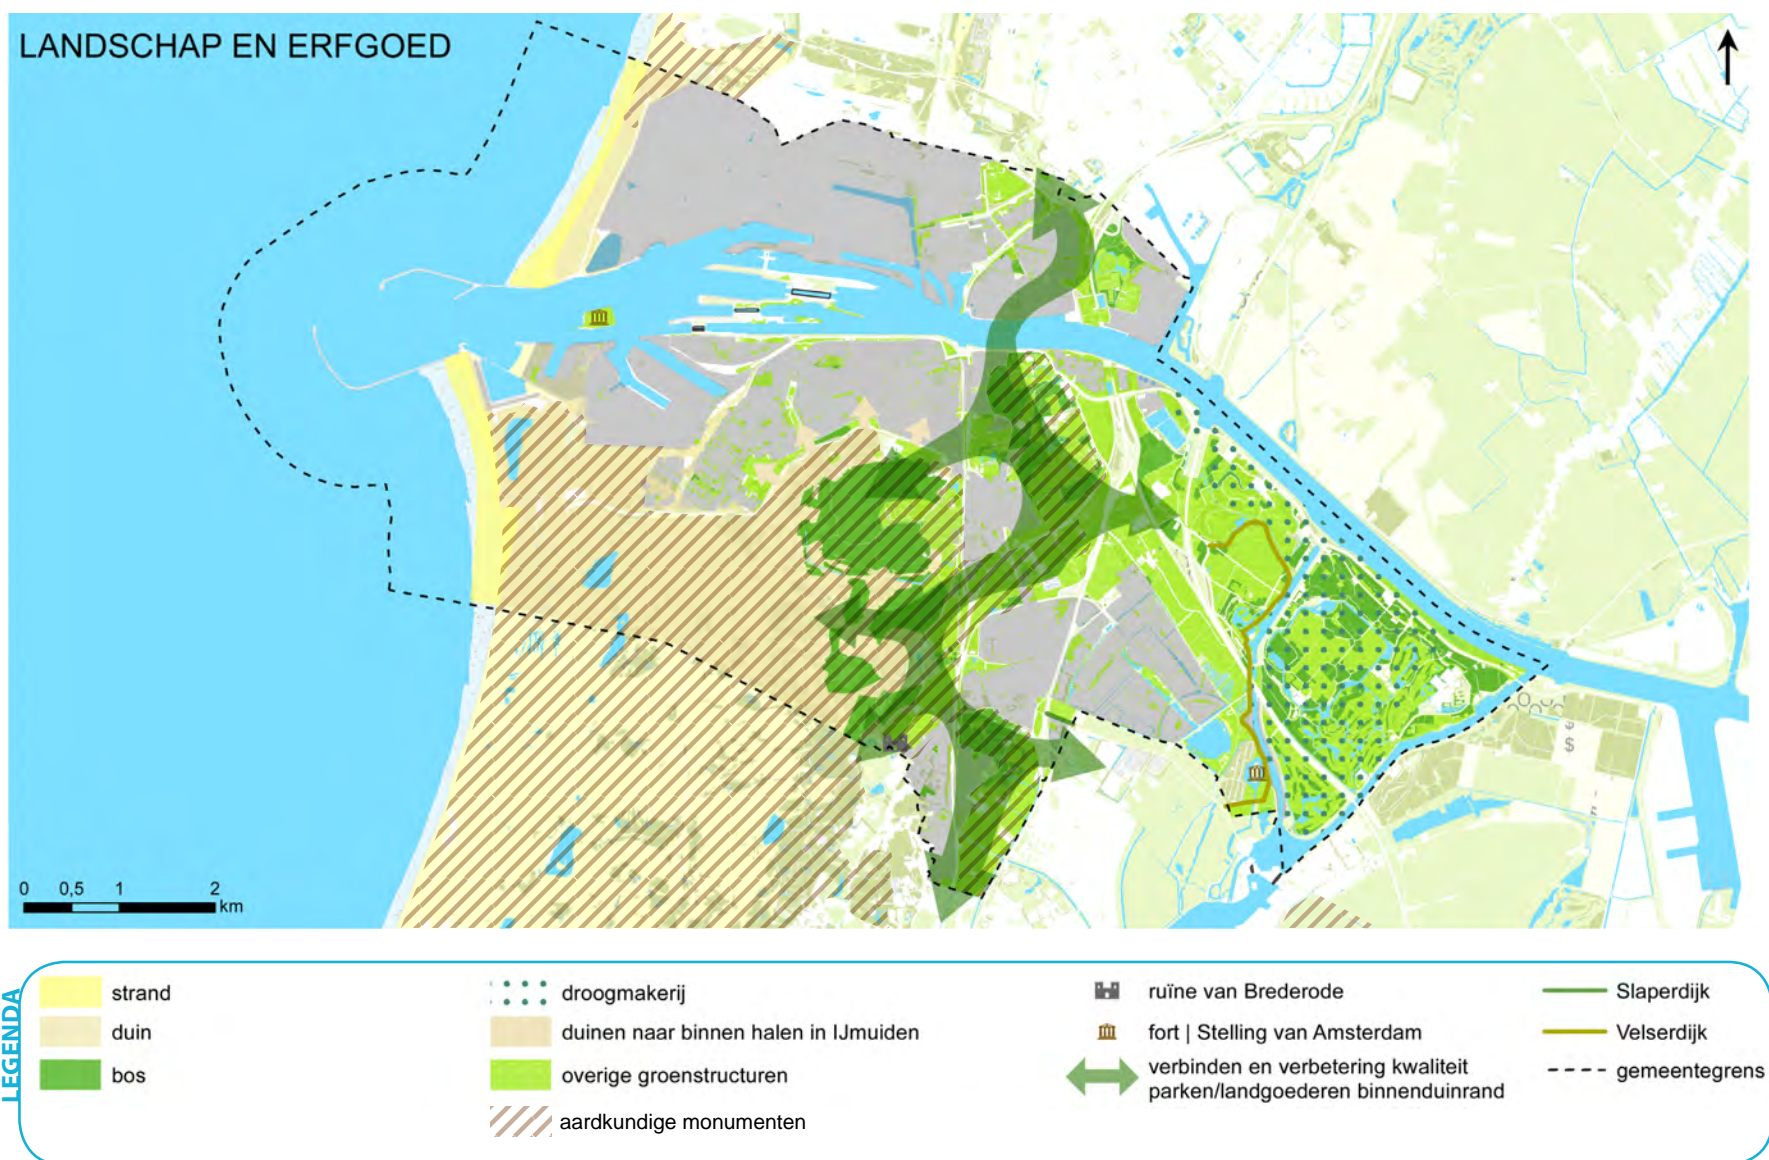 LANDSCHAP EN ERFGOED
0 0,5 1 2
km
LEGENDA
strand
duin
bos
droogmakerij
duinen naar binnen halen in IJmuiden
overige groenstructuren
aardkundige monumenten
ruïne van Brederode
fort | Stelling van Amsterdam
verbinden en verbetering kwaliteit
parken/landgoederen binnenduinrand
Slaperdijk
Velserdijk
gemeentegrens